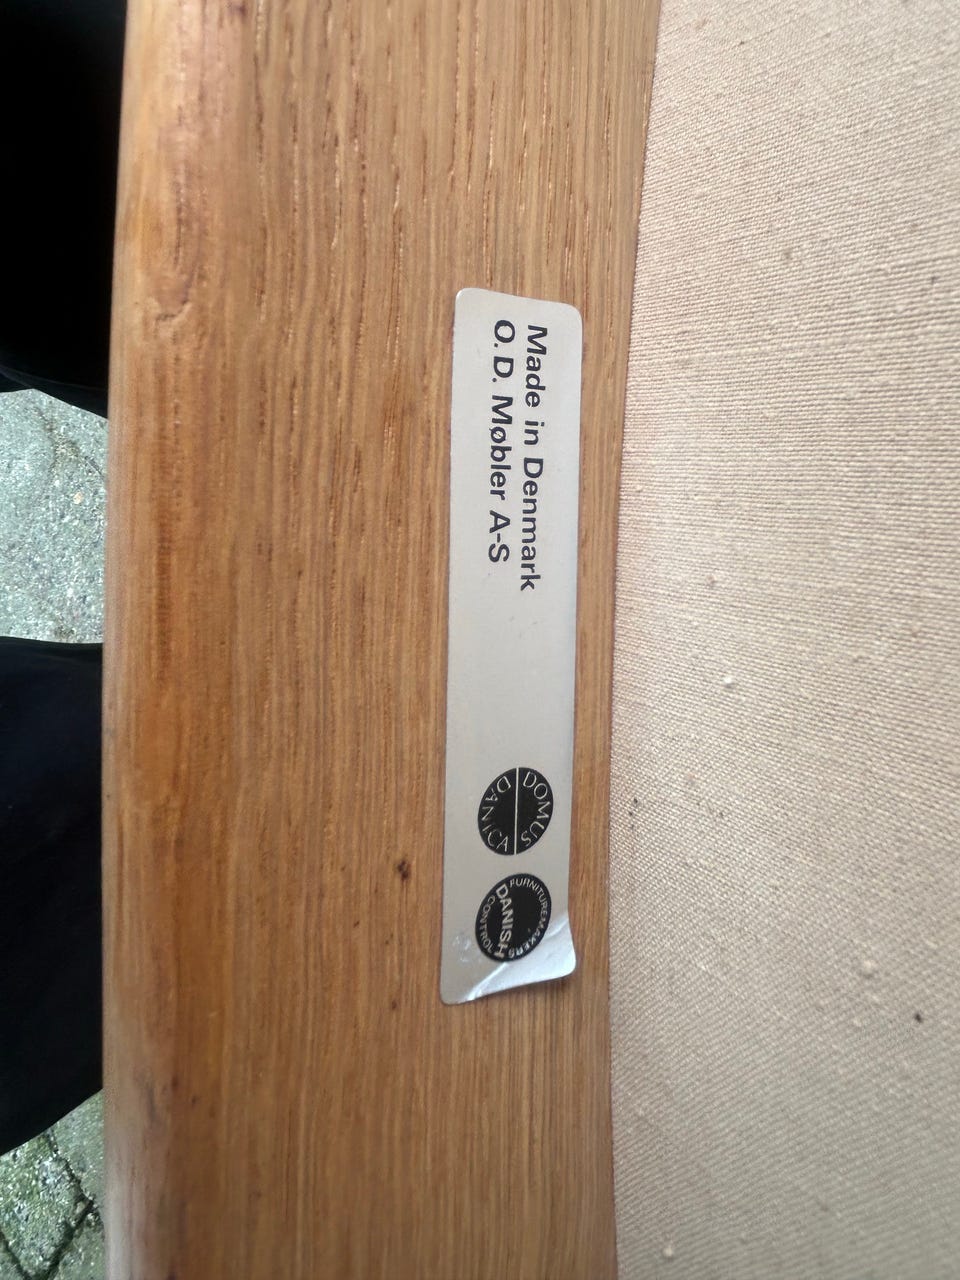 Made in Denmark
O. D. Møbler A-S
DOMUS
DANICA
FURNITUREMAKERS
DANISH
CONTROL